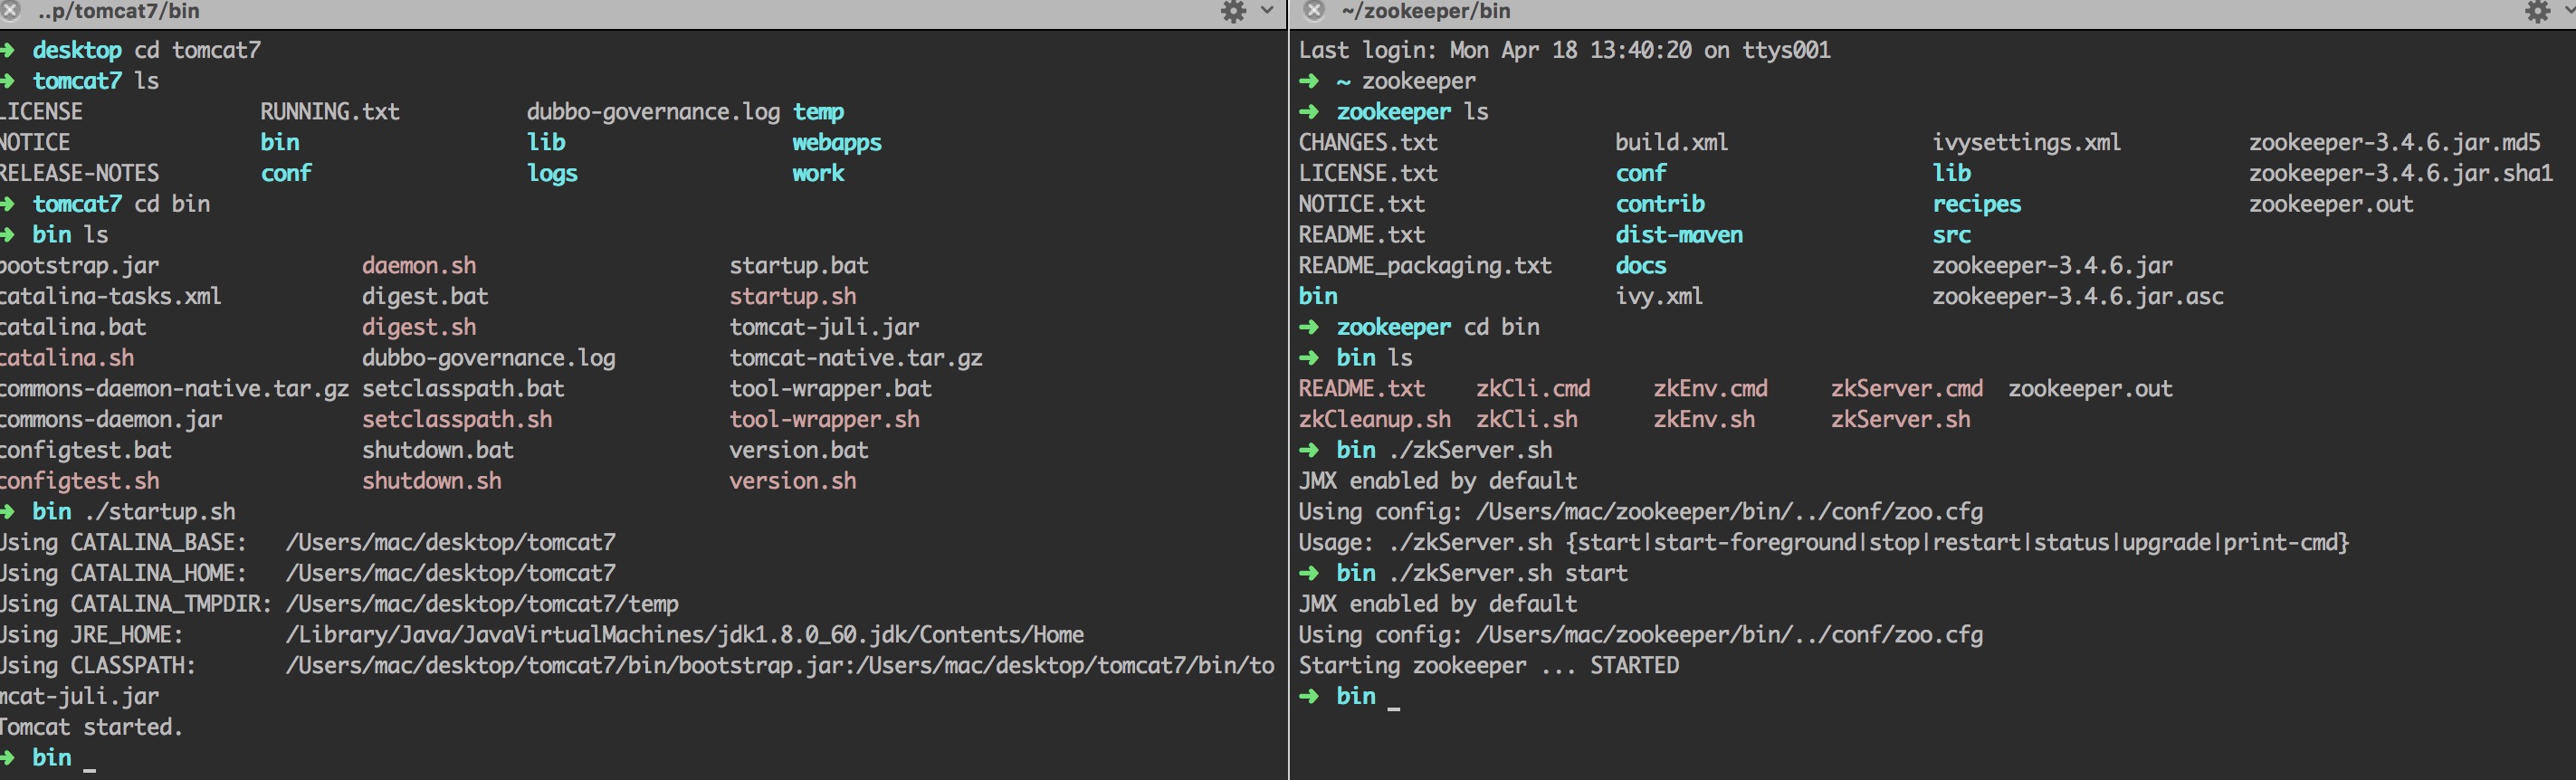 ..p/tomcat7/bin
➜ desktop cd tomcat7
➜ tomcat7 ls
LICENSE RUNNING.txt dubbo-governance.log temp
NOTICE bin lib webapps
RELEASE-NOTES conf logs work
➜ tomcat7 cd bin
➜ bin ls
bootstrap.jar daemon.sh startup.bat
catalina-tasks.xml digest.bat startup.sh
catalina.bat digest.sh tomcat-juli.jar
catalina.sh dubbo-governance.log tomcat-native.tar.gz
commons-daemon-native.tar.gz setclasspath.bat tool-wrapper.bat
commons-daemon.jar setclasspath.sh tool-wrapper.sh
configtest.bat shutdown.bat version.bat
configtest.sh shutdown.sh version.sh
➜ bin ./startup.sh
Using CATALINA_BASE: /Users/mac/desktop/tomcat7
Using CATALINA_HOME: /Users/mac/desktop/tomcat7
Using CATALINA_TMPDIR: /Users/mac/desktop/tomcat7/temp
Using JRE_HOME: /Library/Java/JavaVirtualMachines/jdk1.8.0_60.jdk/Contents/Home
Using CLASSPATH: /Users/mac/desktop/tomcat7/bin/bootstrap.jar:/Users/mac/desktop/tomcat7/bin/to
mcat-juli.jar
Tomcat started.
➜ bin _
~/zookeeper/bin
Last login: Mon Apr 18 13:40:20 on ttys001
➜ ~ zookeeper
➜ zookeeper ls
CHANGES.txt build.xml ivysettings.xml zookeeper-3.4.6.jar.md5
LICENSE.txt conf lib zookeeper-3.4.6.jar.sha1
NOTICE.txt contrib recipes zookeeper.out
README.txt dist-maven src
README_packaging.txt docs zookeeper-3.4.6.jar
bin ivy.xml zookeeper-3.4.6.jar.asc
➜ zookeeper cd bin
➜ bin ls
README.txt zkCli.cmd zkEnv.cmd zkServer.cmd zookeeper.out
zkCleanup.sh zkCli.sh zkEnv.sh zkServer.sh
➜ bin ./zkServer.sh
JMX enabled by default
Using config: /Users/mac/zookeeper/bin/../conf/zoo.cfg
Usage: ./zkServer.sh {start|start-foreground|stop|restart|status|upgrade|print-cmd}
➜ bin ./zkServer.sh start
JMX enabled by default
Using config: /Users/mac/zookeeper/bin/../conf/zoo.cfg
Starting zookeeper ... STARTED
➜ bin _